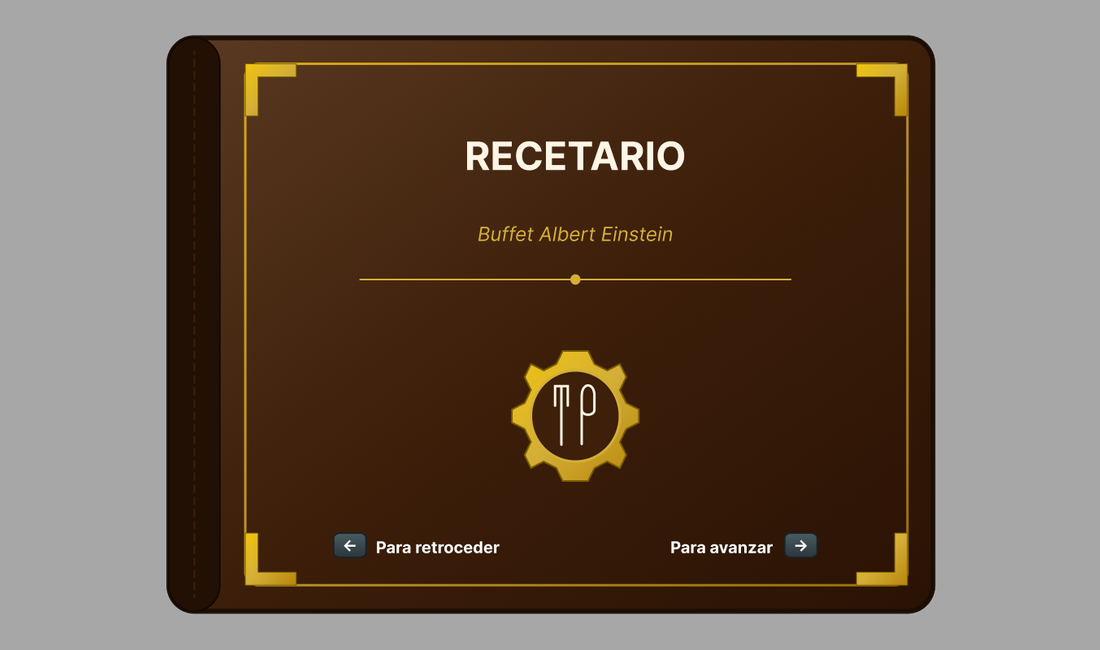 RECETARIO
Buffet Albert Einstein
← Para retroceder
Para avanzar →